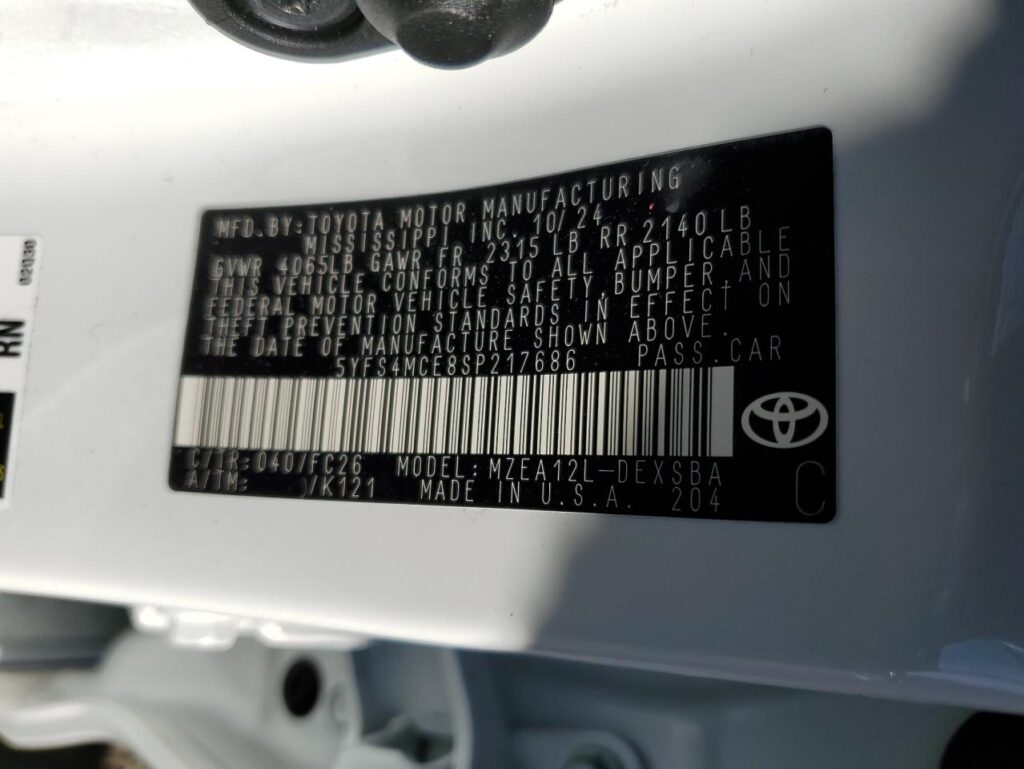 MFD.BY:TOYOTA MOTOR MANUFACTURING
MISSISSIPPI INC. 10/24
GVWR 4065LB GAWR FR. 2315 LB RR 2140 LB
THIS VEHICLE CONFORMS TO ALL APPLICABLE
FEDERAL MOTOR VEHICLE SAFETY,BUMPER,AND
THEFT PREVENTION STANDARDS IN EFFECT ON
THE DATE OF MANUFACTURE SHOWN ABOVE.
5YFS4MCE8SP217686 PASS.CAR
C/TR:040/FC26 MODEL:MZEA12L-DEXSBA
A/TM: /K121 MADE IN U.S.A. 204
C
RN
02030